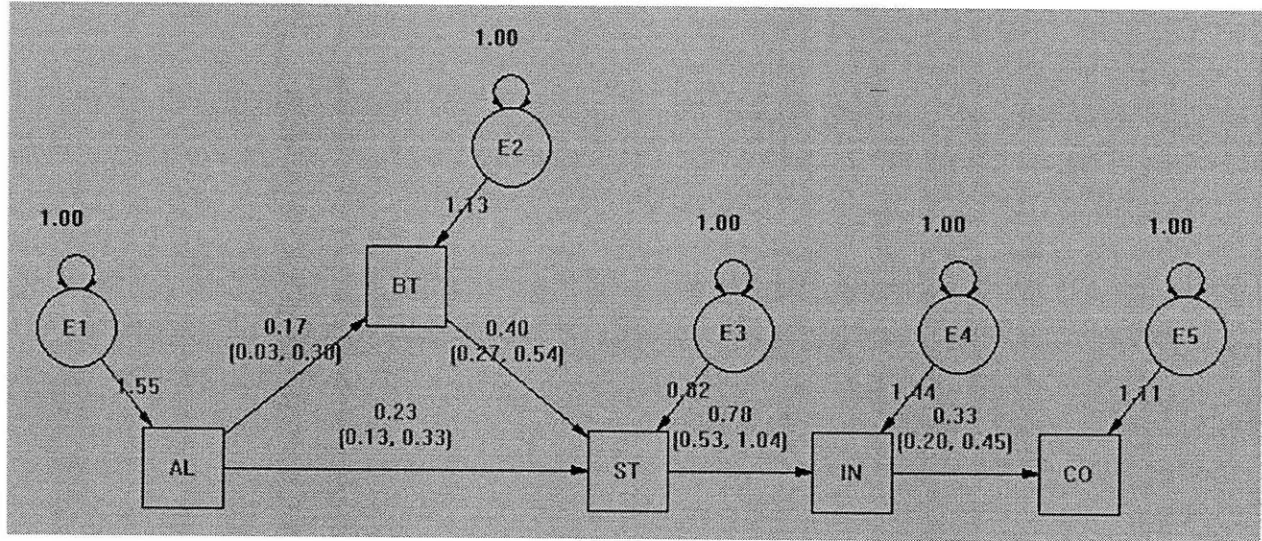 1.00
E2
1.13
1.00
E1
1.55
BT
0.17
(0.03, 0.30)
0.40
(0.27, 0.54)
1.00
E3
0.82
1.00
E4
1.44
1.00
E5
1.11
0.23
(0.13, 0.33)
0.78
(0.53, 1.04)
0.33
(0.20, 0.45)
AL
ST
IN
CO